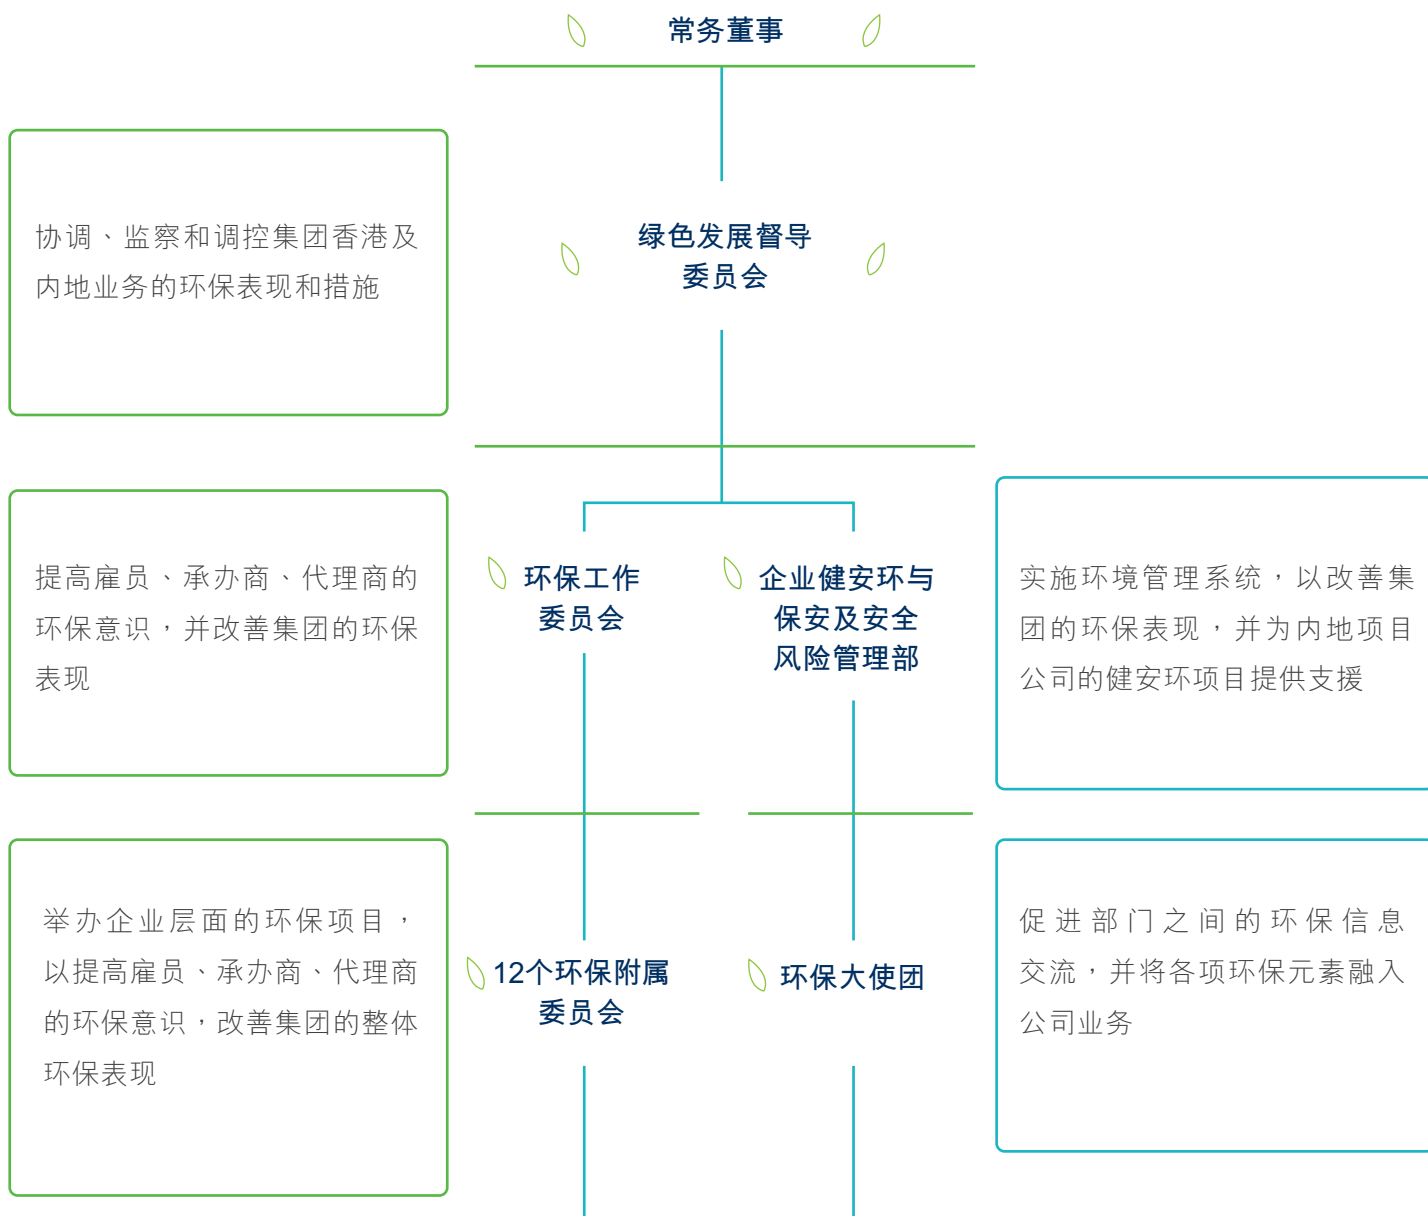 常务董事
协调、监察和调控集团香港及
内地业务的环保表现和措施
绿色发展督导
委员会
提高雇员、承办商、代理商的
环保意识，并改善集团的环保
表现
环保工作
委员会
企业健安环与
保安及安全
风险管理部
实施环境管理系统，以改善集
团的环保表现，并为内地项目
公司的健安环项目提供支援
举办企业层面的环保项目，
以提高雇员、承办商、代理商
的环保意识，改善集团的整体
环保表现
12个环保附属
委员会
环保大使团
促进部门之间的环保信息
交流，并将各项环保元素融入
公司业务